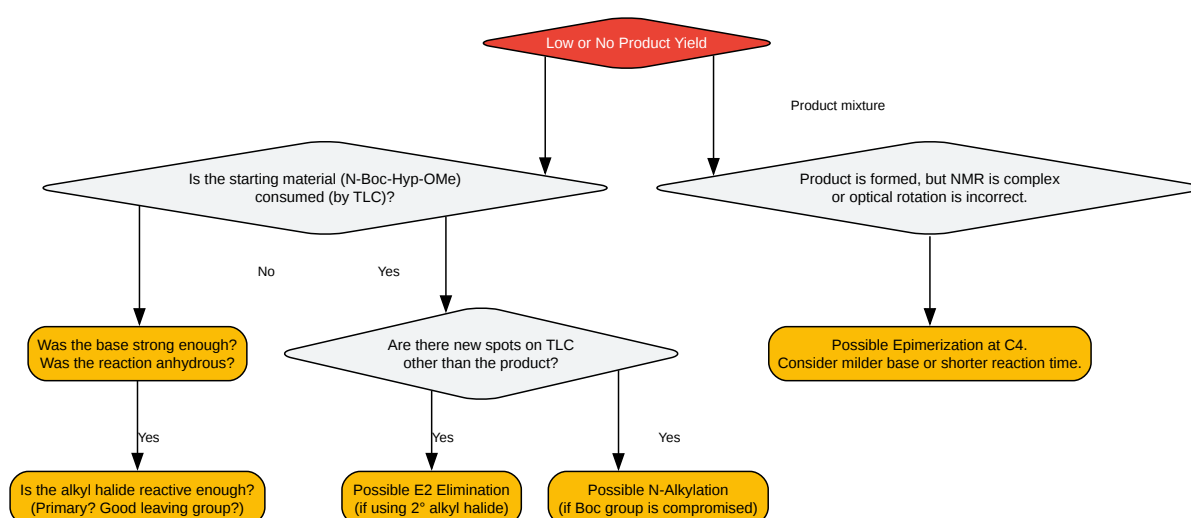 Low or No Product Yield
Product mixture
Is the starting material (N-Boc-Hyp-OMe)
consumed (by TLC)?
Product is formed, but NMR is complex
or optical rotation is incorrect.
No
Yes
Was the base strong enough?
Was the reaction anhydrous?
Are there new spots on TLC
other than the product?
Possible Epimerization at C4.
Consider milder base or shorter reaction time.
Yes
Yes
Yes
Is the alkyl halide reactive enough?
(Primary? Good leaving group?)
Possible E2 Elimination
(if using 2° alkyl halide)
Possible N-Alkylation
(if Boc group is compromised)